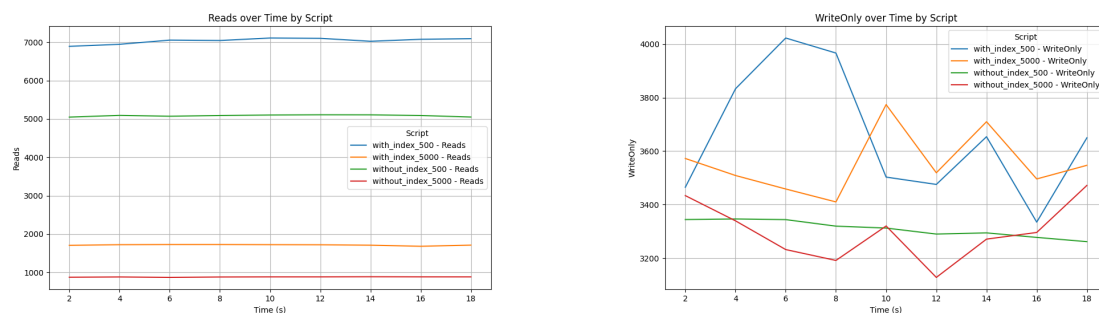 Reads over Time by Script
7000
6000
5000
4000
3000
2000
1000
Reads
Script
with_index_500 - Reads
with_index_5000 - Reads
without_index_500 - Reads
without_index_5000 - Reads
2 4 6 8 10 12 14 16 18
Time (s)
WriteOnly over Time by Script
4000
3800
3600
3400
3200
WriteOnly
Script
with_index_500 - WriteOnly
with_index_5000 - WriteOnly
without_index_500 - WriteOnly
without_index_5000 - WriteOnly
2 4 6 8 10 12 14 16 18
Time (s)